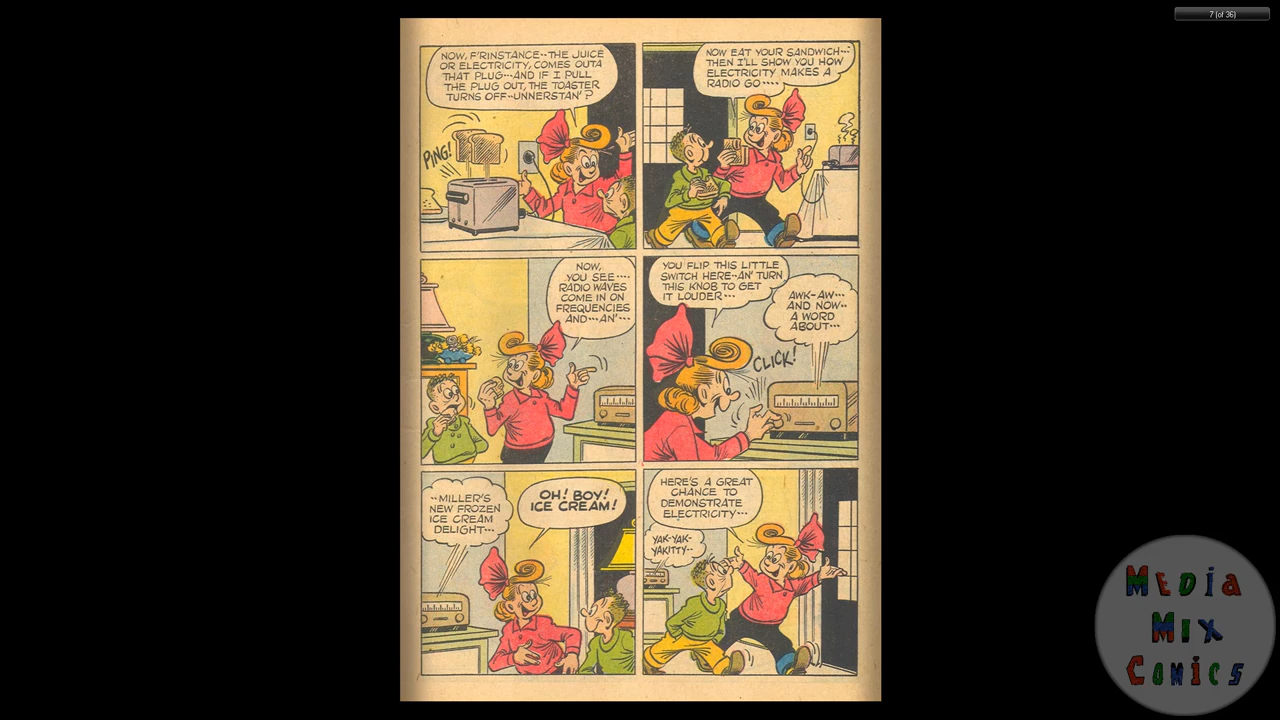 7 (of 36)
NOW, F'RINSTANCE--THE JUICE
OR ELECTRICITY, COMES OUTA
THAT PLUG---AND IF I PULL
THE PLUG OUT, THE TOASTER
TURNS OFF--UNNERSTAN'?
PING!
NOW EAT YOUR SANDWICH---
THEN I'LL SHOW YOU HOW
ELECTRICITY MAKES A
RADIO GO----
NOW,
YOU SEE----
RADIO WAVES
COME IN ON
FREQUENCIES
AND---AN'---
YOU FLIP THIS LITTLE
SWITCH HERE--AN' TURN
THIS KNOB TO GET
IT LOUDER---
AWK-AW---
AND NOW--
A WORD
ABOUT---
CLICK!
--MILLER'S
NEW FROZEN
ICE CREAM
DELIGHT---
OH! BOY!
ICE CREAM!
HERE'S A GREAT
CHANCE TO
DEMONSTRATE
ELECTRICITY---
YAK-YAK-
YAKITTY--
MEDIA
MIX
COMICS